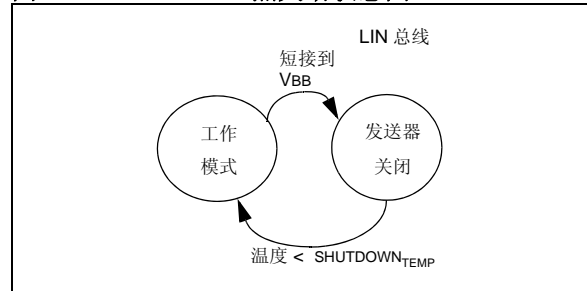 LIN 总线
短接到
VBB
工作
模式
发送器
关闭
温度 < SHUTDOWNTEMP